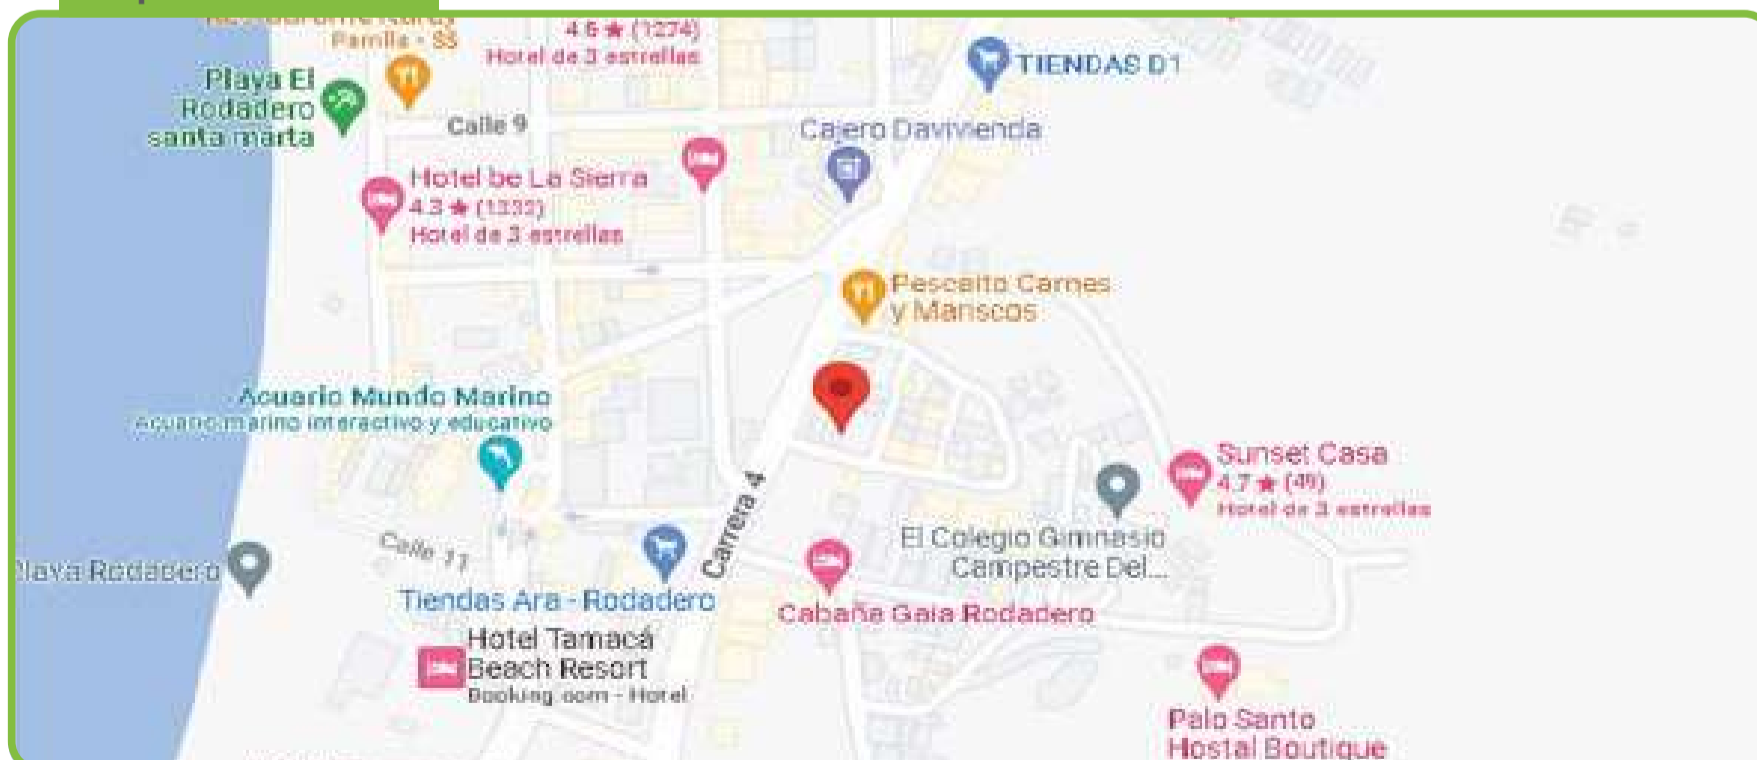 Parrilla - $$
4.6 ★ (1274)
Hotel de 3 estrellas
Playa El
Rodadero
santa marta
TIENDAS D1
Calle 9
Cajero Davivienda
Hotel be La Sierra
4.3 ★ (1332)
Hotel de 3 estrellas
Pescaito Carnes
y Mariscos
Acuario Mundo Marino
Acuario marino interactivo y educativo
Sunset Casa
4.7 ★ (49)
Hotel de 3 estrellas
Carrera 4
El Colegio Gimnasio
Campestre Del...
Calle 11
Playa Rodadero
Tiendas Ara - Rodadero
Cabaña Gaia Rodadero
Hotel Tamacá
Beach Resort
Booking.com - Hotel
Palo Santo
Hostal Boutique